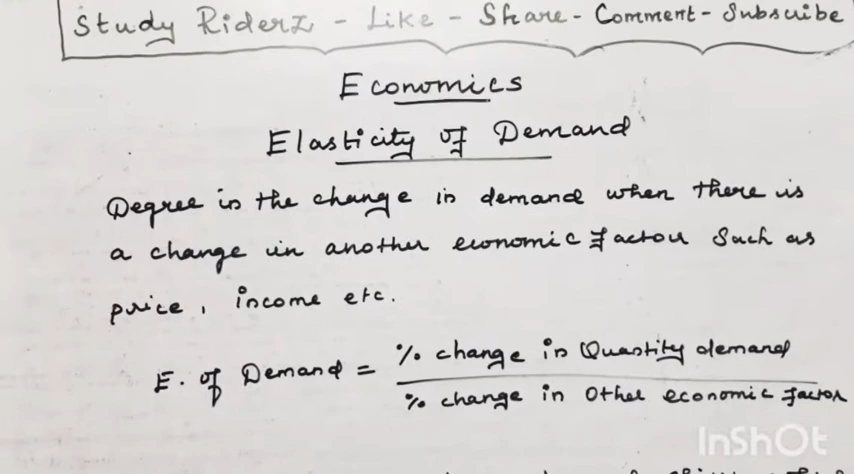 Study Riderz - Like - Share - Comment - Subscribe
Economics
Elasticity of Demand
Degree in the change in demand when there is
a change in another economic factor such as
price, income etc.
E. of Demand = % change in Quantity demand
% change in Other economic factor
InShOt